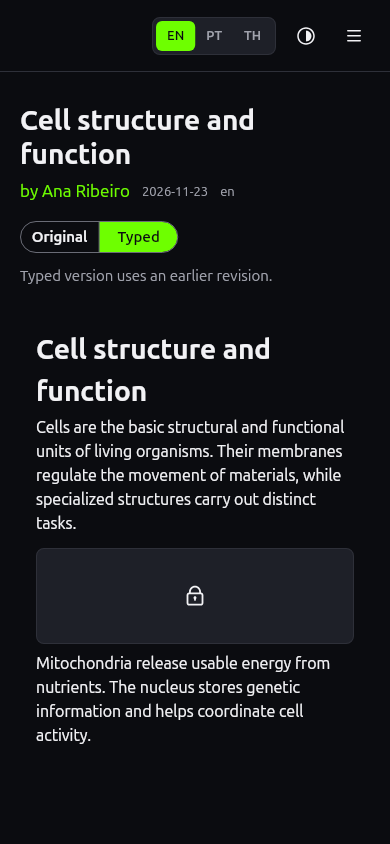 EN PT TH
Cell structure and
function
by Ana Ribeiro 2026-11-23 en
Original Typed
Typed version uses an earlier revision.
Cell structure and
function
Cells are the basic structural and functional
units of living organisms. Their membranes
regulate the movement of materials, while
specialized structures carry out distinct
tasks.
Mitochondria release usable energy from
nutrients. The nucleus stores genetic
information and helps coordinate cell
activity.